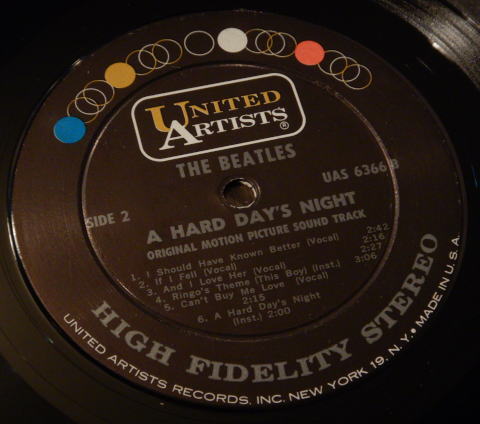 UNITED
ARTISTS®
THE BEATLES
SIDE 2
UAS 6366 B
A HARD DAY'S NIGHT
ORIGINAL MOTION PICTURE SOUND TRACK
1. I Should Have Known Better (Vocal) 2:42
2. If I Fell (Vocal) 2:16
3. And I Love Her (Vocal) 2:27
4. Ringo's Theme (This Boy) (Inst.) 3:06
5. Can't Buy Me Love (Vocal)
2:15
6. A Hard Day's Night
(Inst.) 2:00
HIGH FIDELITY STEREO
UNITED ARTISTS RECORDS, INC. NEW YORK 19, N.Y. • MADE IN U.S.A.